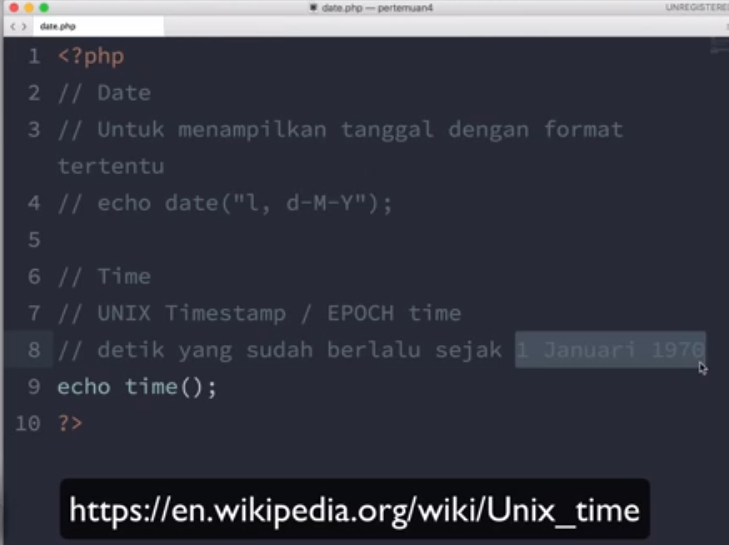 date.php — pertemuan4
UNREGISTERE
date.php
1 <?php
2 // Date
3 // Untuk menampilkan tanggal dengan format
tertentu
4 // echo date("l, d-M-Y");
5
6 // Time
7 // UNIX Timestamp / EPOCH time
8 // detik yang sudah berlalu sejak 1 Januari 1970
9 echo time();
10 ?>
https://en.wikipedia.org/wiki/Unix_time